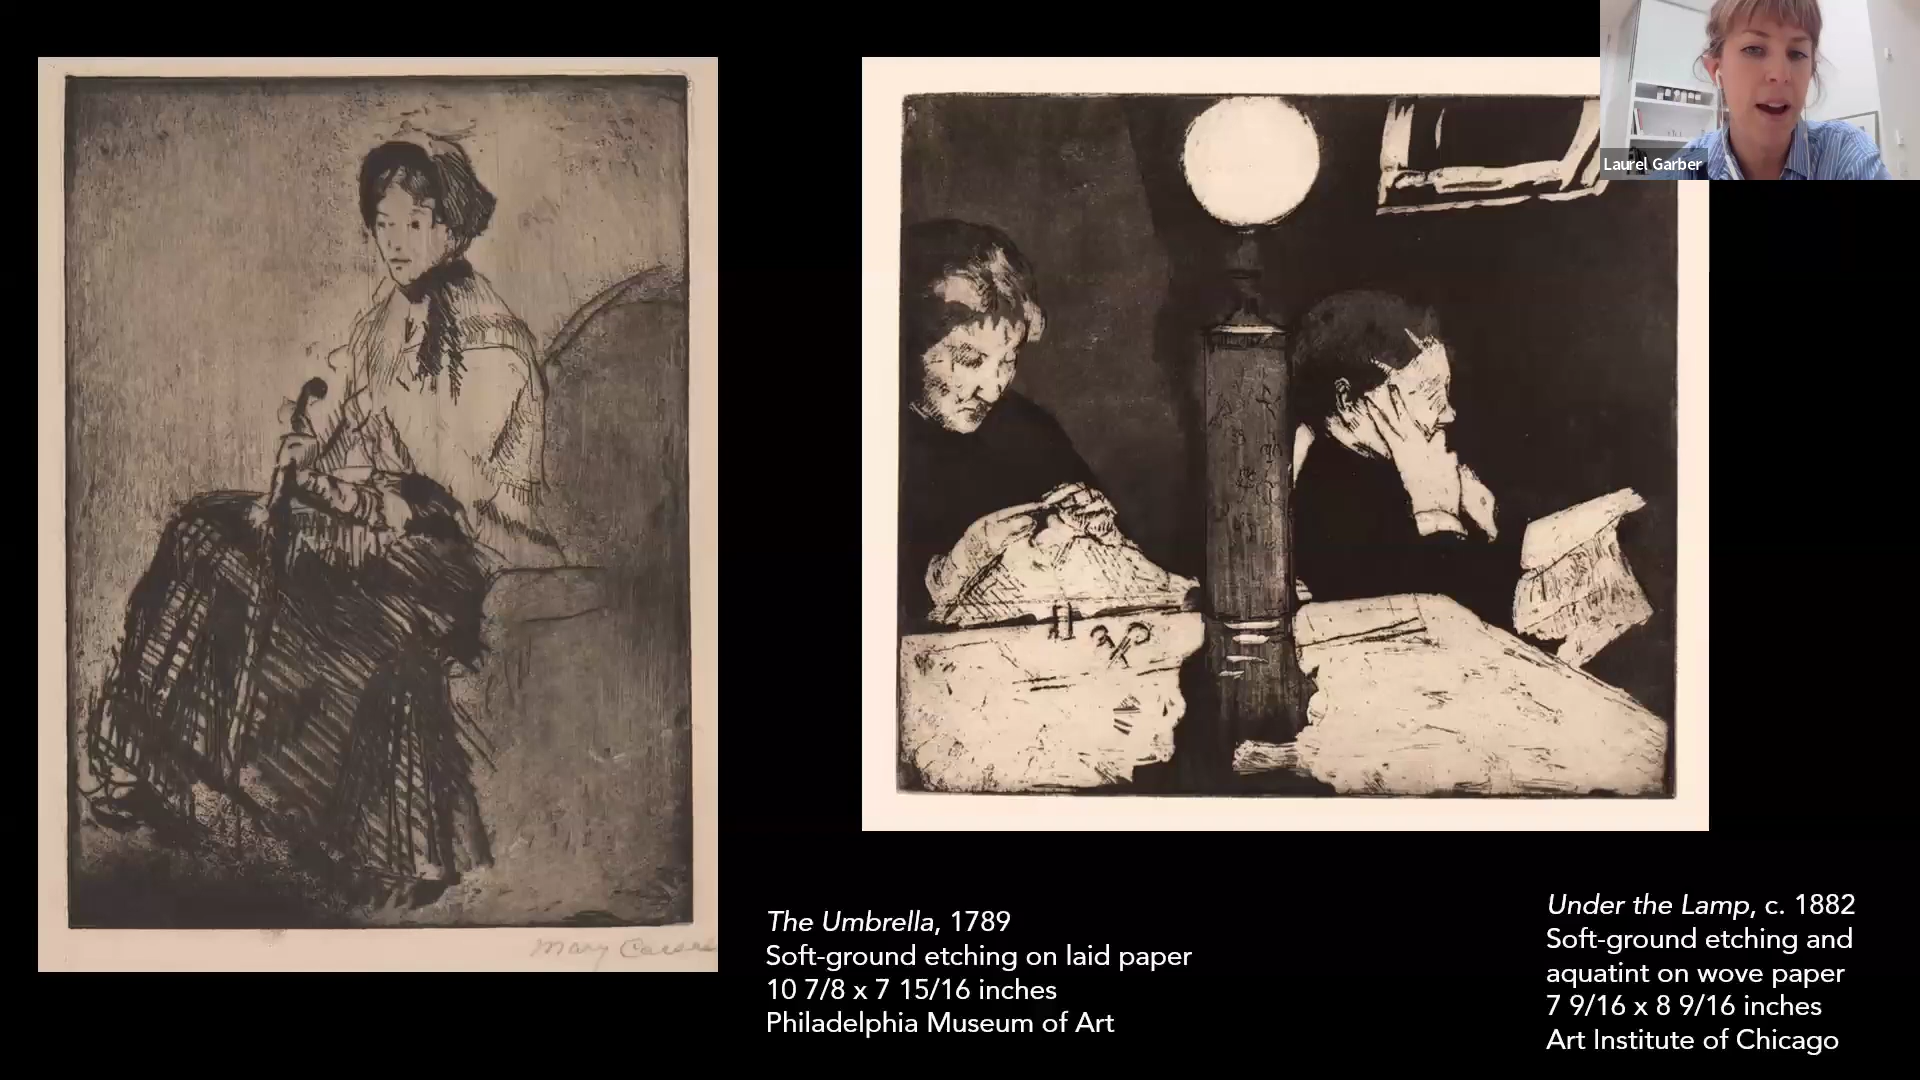 Laurel Garber
Mary Cassa
The Umbrella, 1789
Soft-ground etching on laid paper
10 7/8 x 7 15/16 inches
Philadelphia Museum of Art
Under the Lamp, c. 1882
Soft-ground etching and
aquatint on wove paper
7 9/16 x 8 9/16 inches
Art Institute of Chicago